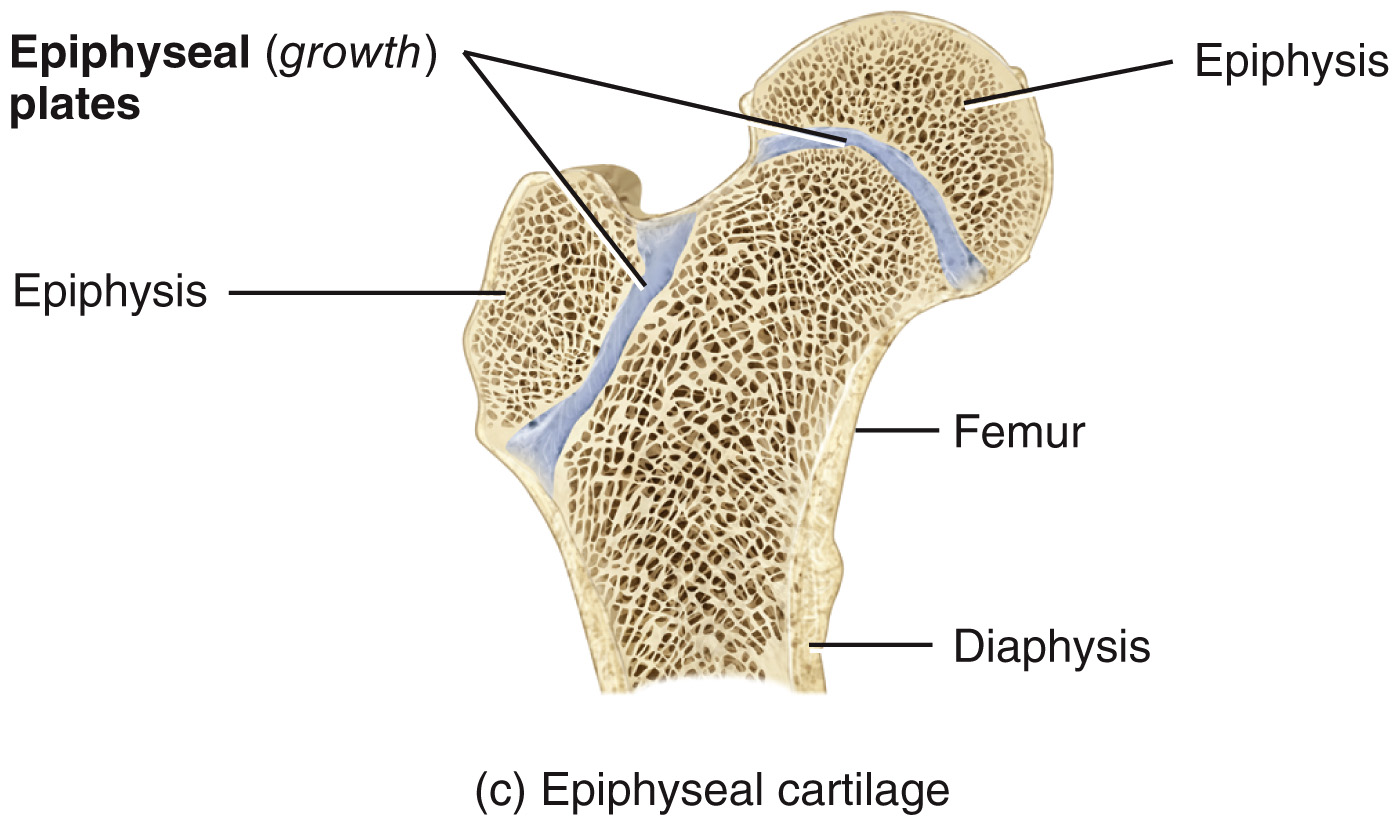 Epiphyseal (growth)
plates
Epiphysis
Epiphysis
Femur
Diaphysis
(c) Epiphyseal cartilage